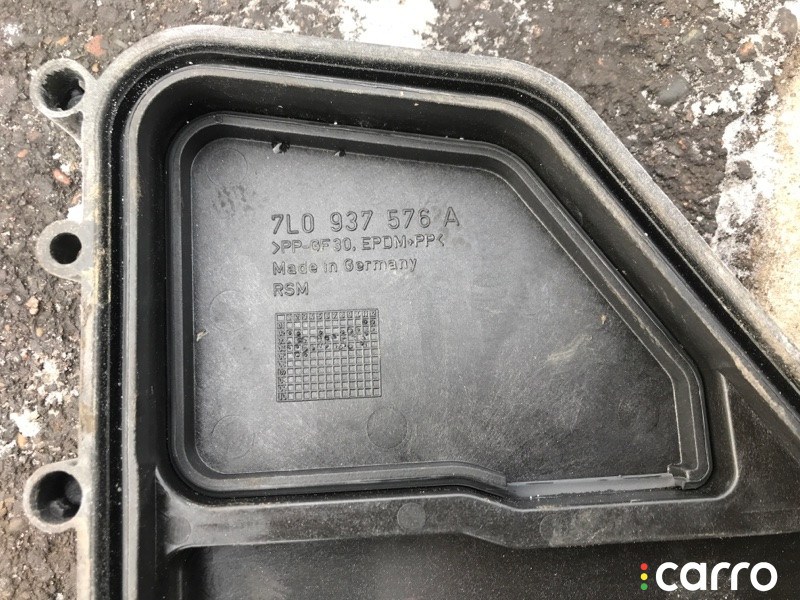 7L0 937 576 A
>PP-GF30, EPDM+PP<
Made in Germany
RSM
carro